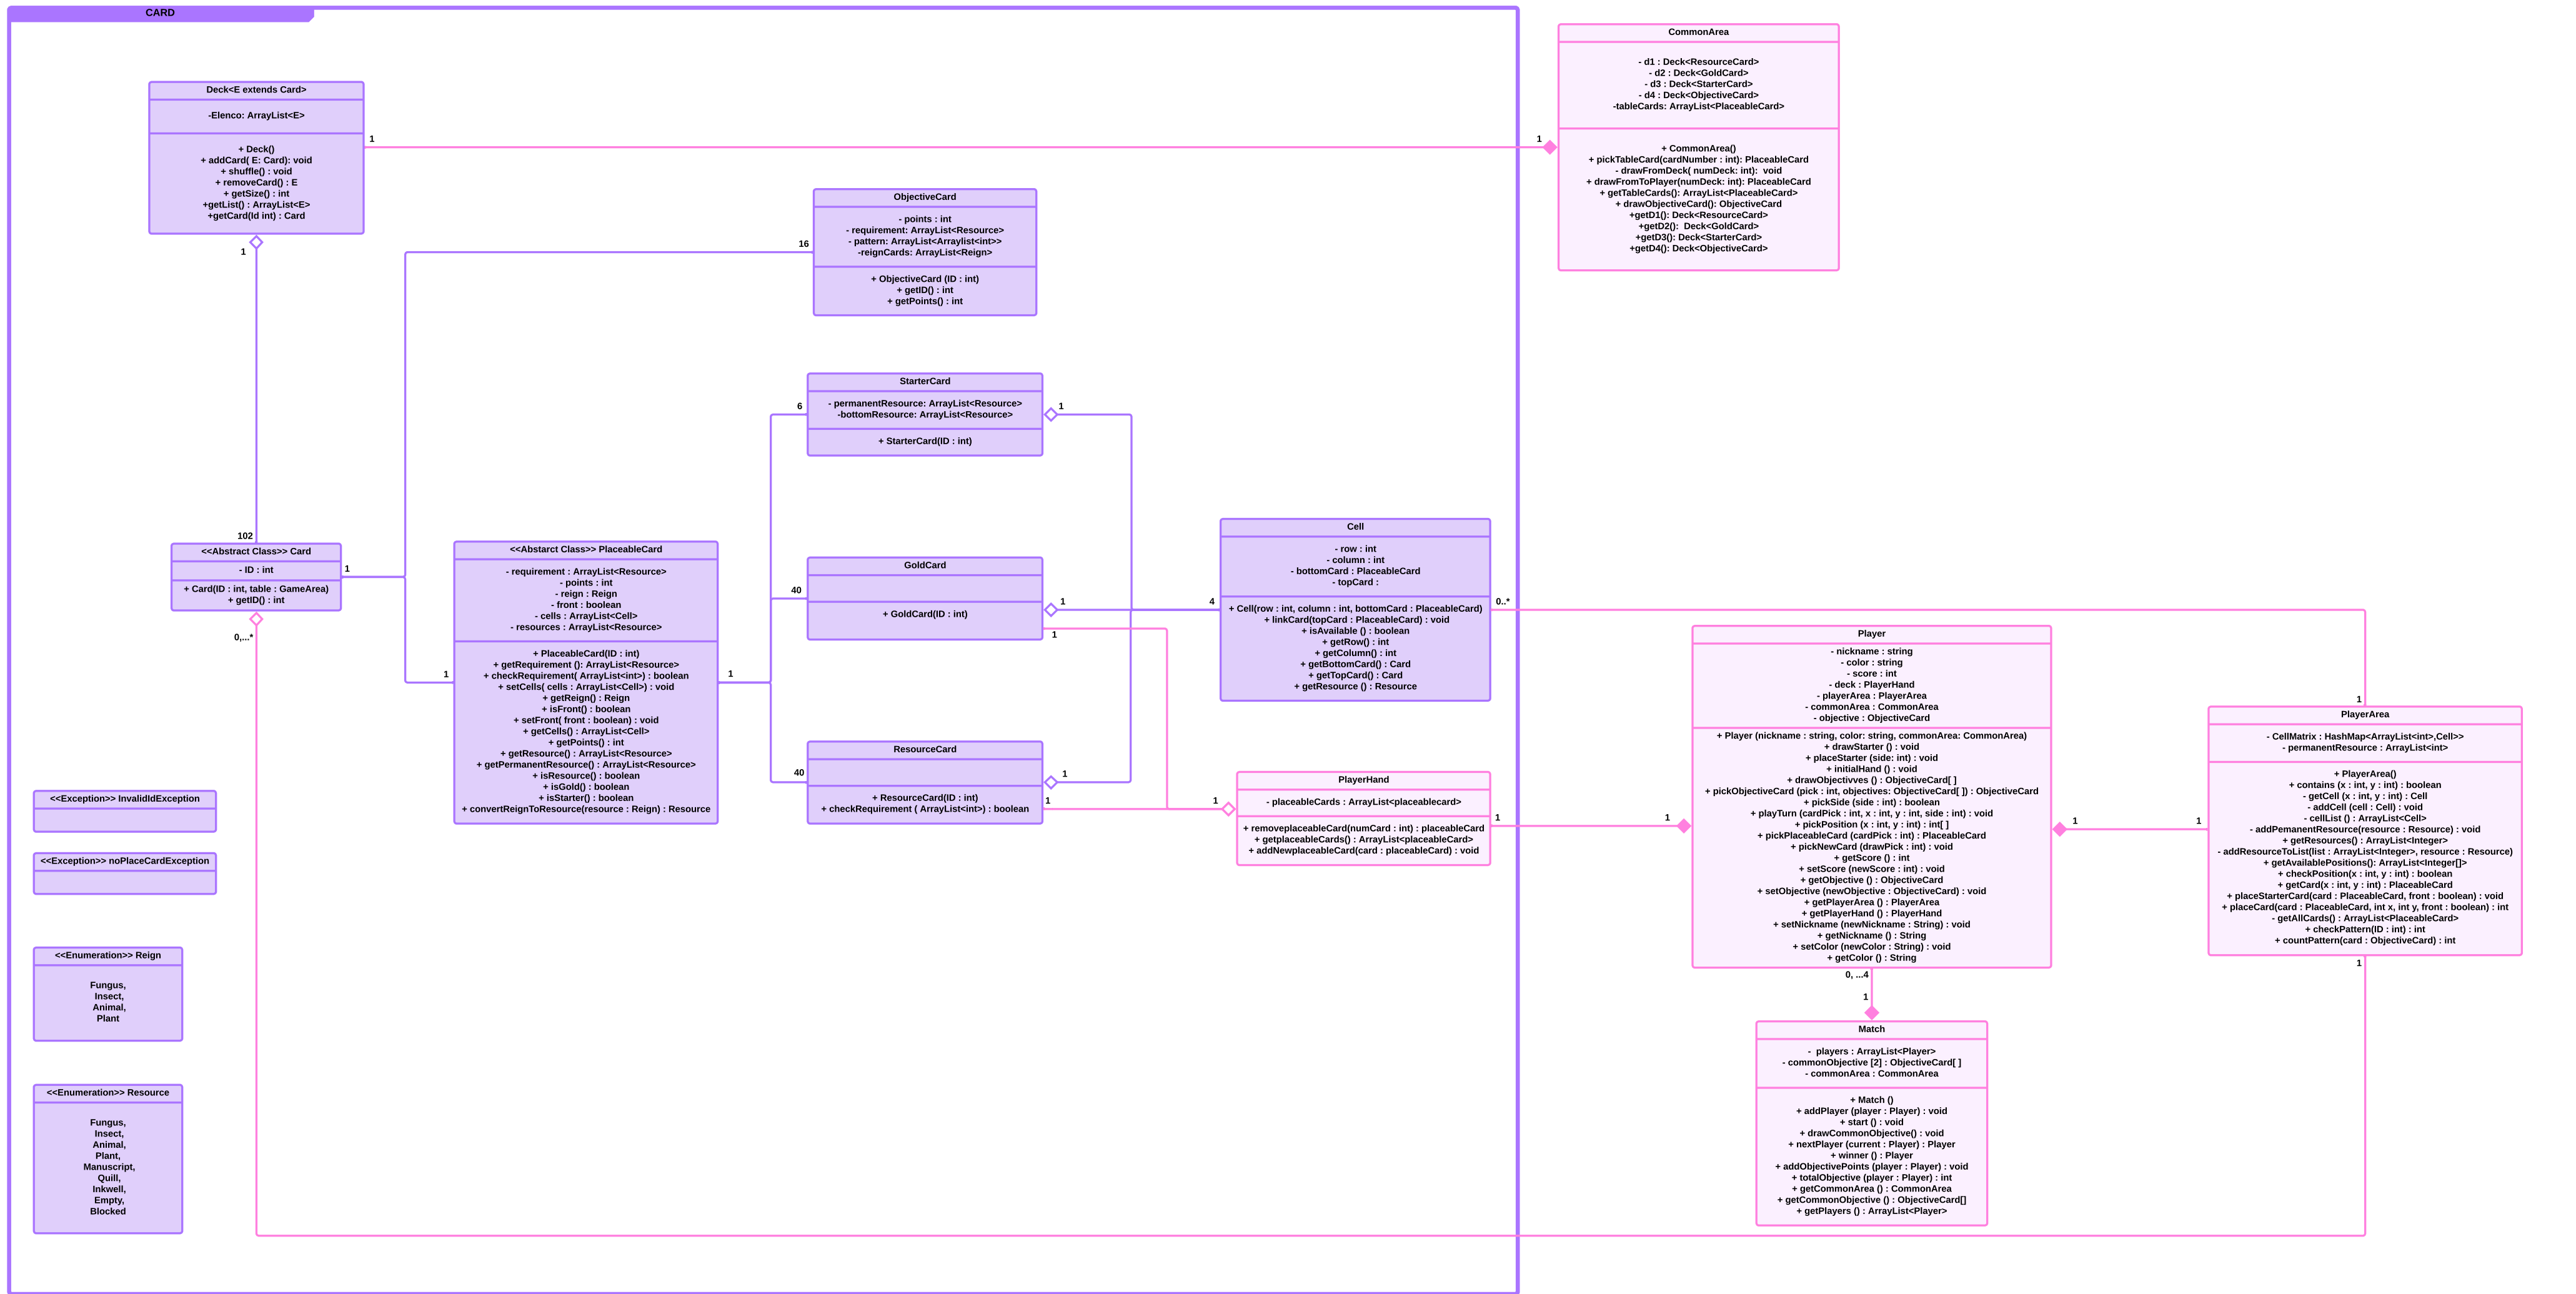 CARD
Deck<E extends Card>
-Elenco: ArrayList<E>
+ Deck()
+ addCard( E: Card): void
+ shuffle() : void
+ removeCard() : E
+ getSize() : int
+getList() : ArrayList<E>
+getCard(Id int) : Card
1
1
1
102
CommonArea
- d1 : Deck<ResourceCard>
- d2 : Deck<GoldCard>
- d3 : Deck<StarterCard>
- d4 : Deck<ObjectiveCard>
-tableCards: ArrayList<PlaceableCard>
+ CommonArea()
+ pickTableCard(cardNumber : int): PlaceableCard
- drawFromDeck( numDeck: int):  void
+ drawFromToPlayer(numDeck: int): PlaceableCard
+ getTableCards(): ArrayList<PlaceableCard>
+ drawObjectiveCard(): ObjectiveCard
+getD1(): Deck<ResourceCard>
+getD2():  Deck<GoldCard>
+getD3(): Deck<StarterCard>
+getD4(): Deck<ObjectiveCard>
16
ObjectiveCard
- points : int
- requirement: ArrayList<Resource>
- pattern: ArrayList<Arraylist<int>>
-reignCards: ArrayList<Reign>
+ ObjectiveCard (ID : int)
+ getID() : int
+ getPoints() : int
6
StarterCard
- permanentResource: ArrayList<Resource>
-bottomResource: ArrayList<Resource>
+ StarterCard(ID : int)
1
<<Abstract Class>> Card
- ID : int
+ Card(ID : int, table : GameArea)
+ getID() : int
1
0,...*
1
<<Abstarct Class>> PlaceableCard
- requirement : ArrayList<Resource>
- points : int
- reign : Reign
- front : boolean
- cells : ArrayList<Cell>
- resources : ArrayList<Resource>
+ PlaceableCard(ID : int)
+ getRequirement (): ArrayList<Resource>
+ checkRequirement( ArrayList<int>) : boolean
+ setCells( cells : ArrayList<Cell>) : void
+ getReign() : Reign
+ isFront() : boolean
+ setFront( front : boolean) : void
+ getCells() : ArrayList<Cell>
+ getPoints() : int
+ getResource() : ArrayList<Resource>
+ getPermanentResource() : ArrayList<Resource>
+ isResource() : boolean
+ isGold() : boolean
+ isStarter() : boolean
+ convertReignToResource(resource : Reign) : Resource
1
40
GoldCard
+ GoldCard(ID : int)
1
1
4
Cell
- row : int
- column : int
- bottomCard : PlaceableCard
- topCard :
+ Cell(row : int, column : int, bottomCard : PlaceableCard)
+ linkCard(topCard : PlaceableCard) : void
+ isAvailable () : boolean
+ getRow() : int
+ getColumn() : int
+ getBottomCard() : Card
+ getTopCard() : Card
+ getResource () : Resource
0..*
40
ResourceCard
+ ResourceCard(ID : int)
+ checkRequirement ( ArrayList<int>) : boolean
1
1
1
PlayerHand
- placeableCards : ArrayList<placeablecard>
+ removeplaceableCard(numCard : int) : placeableCard
+ getplaceableCards() : ArrayList<placeableCard>
+ addNewplaceableCard(card : placeableCard) : void
1
1
Player
- nickname : string
- color : string
- score : int
- deck : PlayerHand
- playerArea : PlayerArea
- commonArea : CommonArea
- objective : ObjectiveCard
+ Player (nickname : string, color: string, commonArea: CommonArea)
+ drawStarter () : void
+ placeStarter (side: int) : void
+ initialHand () : void
+ drawObjectivves () : ObjectiveCard[ ]
+ pickObjectiveCard (pick : int, objectives: ObjectiveCard[ ]) : ObjectiveCard
+ pickSide (side : int) : boolean
+ playTurn (cardPick : int, x : int, y : int, side : int) : void
+ pickPosition (x : int, y : int) : int[ ]
+ pickPlaceableCard (cardPick : int) : PlaceableCard
+ pickNewCard (drawPick : int) : void
+ getScore () : int
+ setScore (newScore : int) : void
+ getObjective () : ObjectiveCard
+ setObjective (newObjective : ObjectiveCard) : void
+ getPlayerArea () : PlayerArea
+ getPlayerHand () : PlayerHand
+ setNickname (newNickname : String) : void
+ getNickname () : String
+ setColor (newColor : String) : void
+ getColor () : String
1
1
1
PlayerArea
- CellMatrix : HashMap<ArrayList<int>,Cell>>
- permanentResource : ArrayList<int>
+ PlayerArea()
+ contains (x : int, y : int) : boolean
- getCell (x : int, y : int) : Cell
- addCell (cell : Cell) : void
- cellList () : ArrayList<Cell>
- addPemanentResource(resource : Resource) : void
+ getResources() : ArrayList<Integer>
- addResourceToList(list : ArrayList<Integer>, resource : Resource)
+ getAvailablePositions(): ArrayList<Integer[]>
+ checkPosition(x : int, y : int) : boolean
+ getCard(x : int, y : int) : PlaceableCard
+ placeStarterCard(card : PlaceableCard, front : boolean) : void
+ placeCard(card : PlaceableCard, int x, int y, front : boolean) : int
- getAllCards() : ArrayList<PlaceableCard>
+ checkPattern(ID : int) : int
+ countPattern(card : ObjectiveCard) : int
1
0, ...4
1
Match
-  players : ArrayList<Player>
- commonObjective [2] : ObjectiveCard[ ]
- commonArea : CommonArea
+ Match ()
+ addPlayer (player : Player) : void
+ start () : void
+ drawCommonObjective() : void
+ nextPlayer (current : Player) : Player
+ winner () : Player
+ addObjectivePoints (player : Player) : void
+ totalObjective (player : Player) : int
+ getCommonArea () : CommonArea
+ getCommonObjective () : ObjectiveCard[]
+ getPlayers () : ArrayList<Player>
<<Exception>> InvalidIdException
<<Exception>> noPlaceCardException
<<Enumeration>> Reign
Fungus,
Insect,
Animal,
Plant
<<Enumeration>> Resource
Fungus,
Insect,
Animal,
Plant,
Manuscript,
Quill,
Inkwell,
Empty,
Blocked